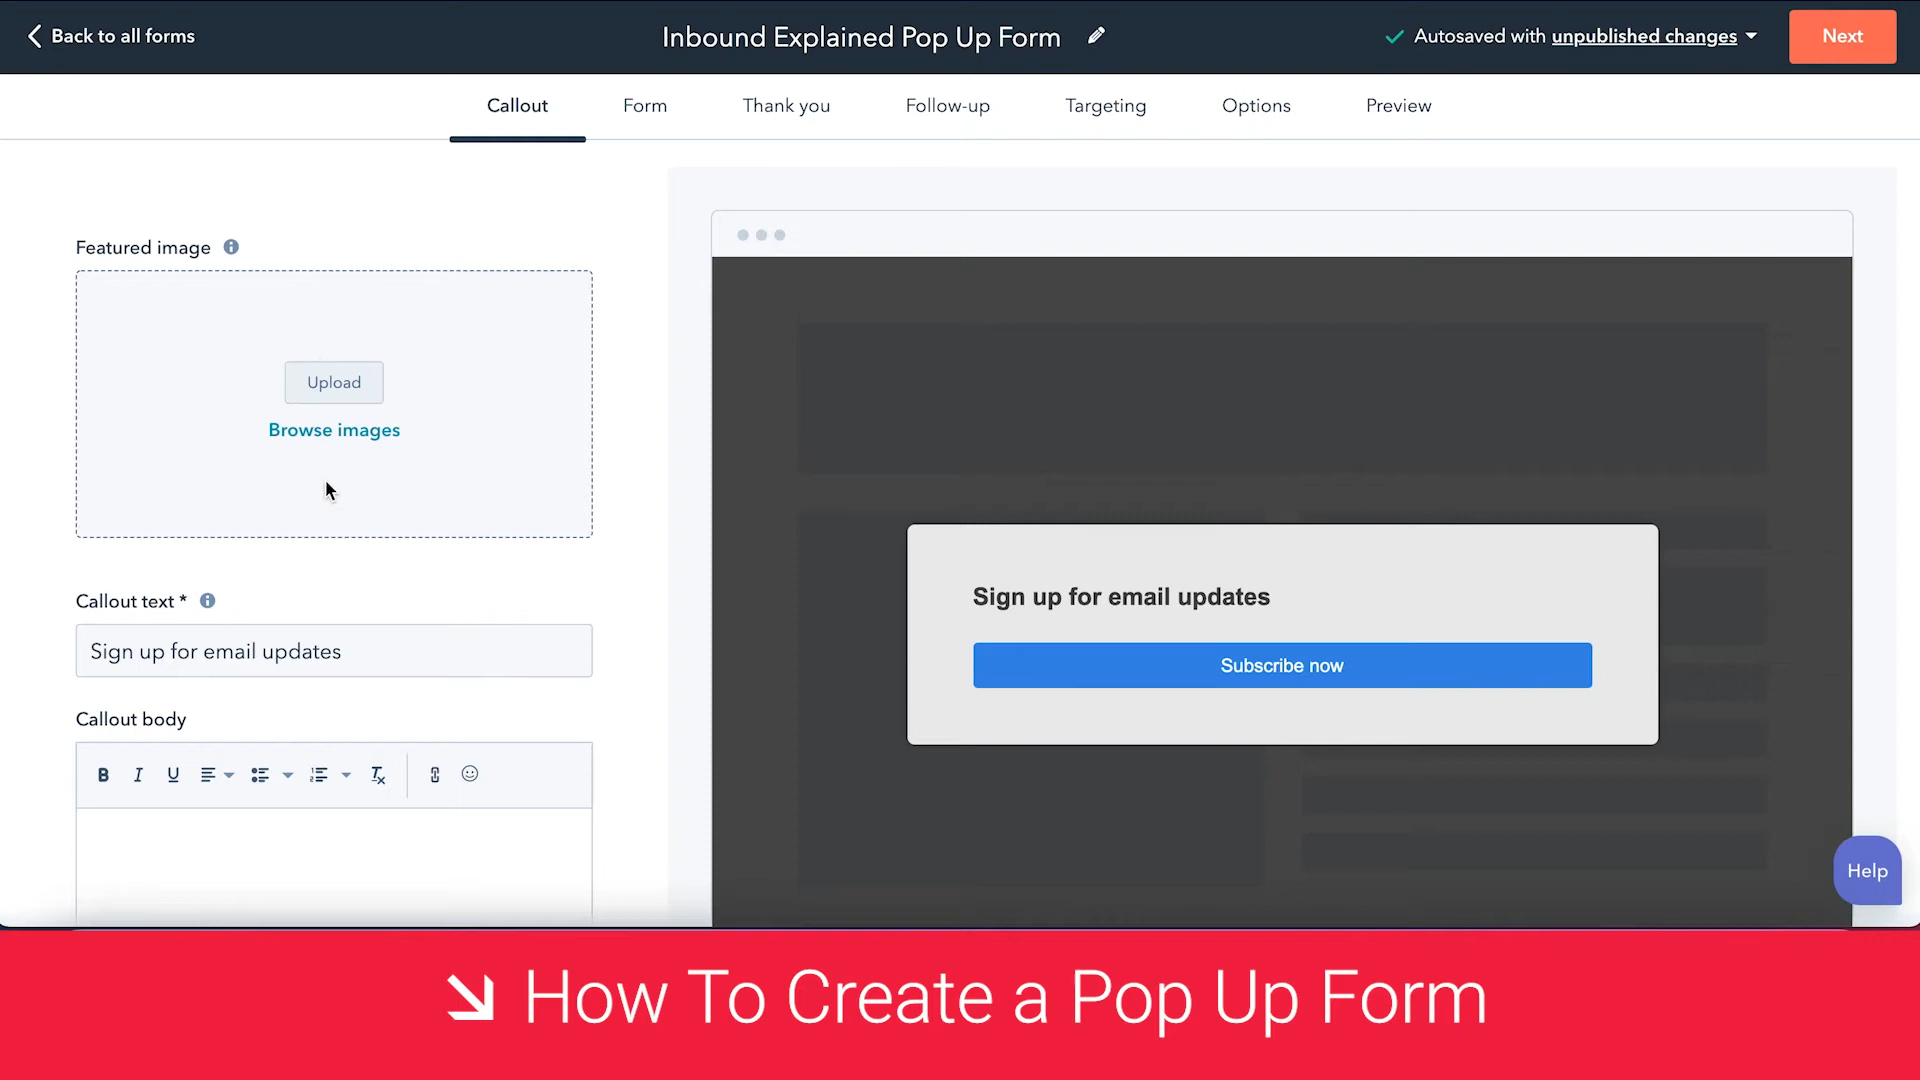 Back to all forms
Inbound Explained Pop Up Form
Autosaved with unpublished changes
Next
Callout
Form
Thank you
Follow-up
Targeting
Options
Preview
Featured image
Upload
Browse images
Callout text *
Sign up for email updates
Callout body
B I U
Sign up for email updates
Subscribe now
Help
How To Create a Pop Up Form